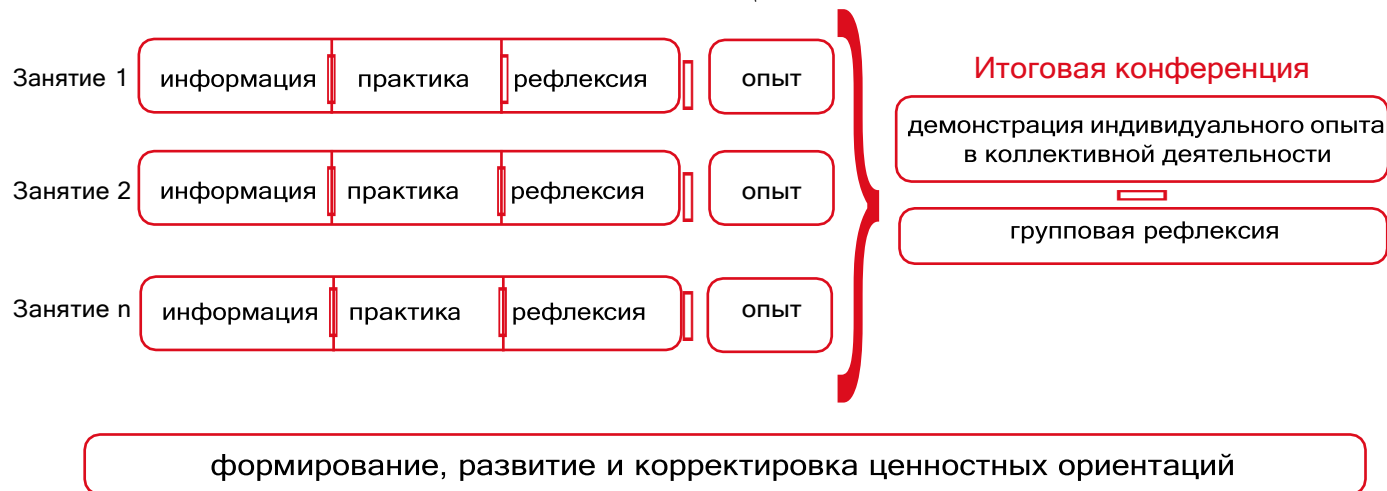 Занятие 1 информация практика рефлексия опыт
Занятие 2 информация практика рефлексия опыт
Занятие n информация практика рефлексия опыт
Итоговая конференция
демонстрация индивидуального опыта
в коллективной деятельности
групповая рефлексия
формирование, развитие и корректировка ценностных ориентаций